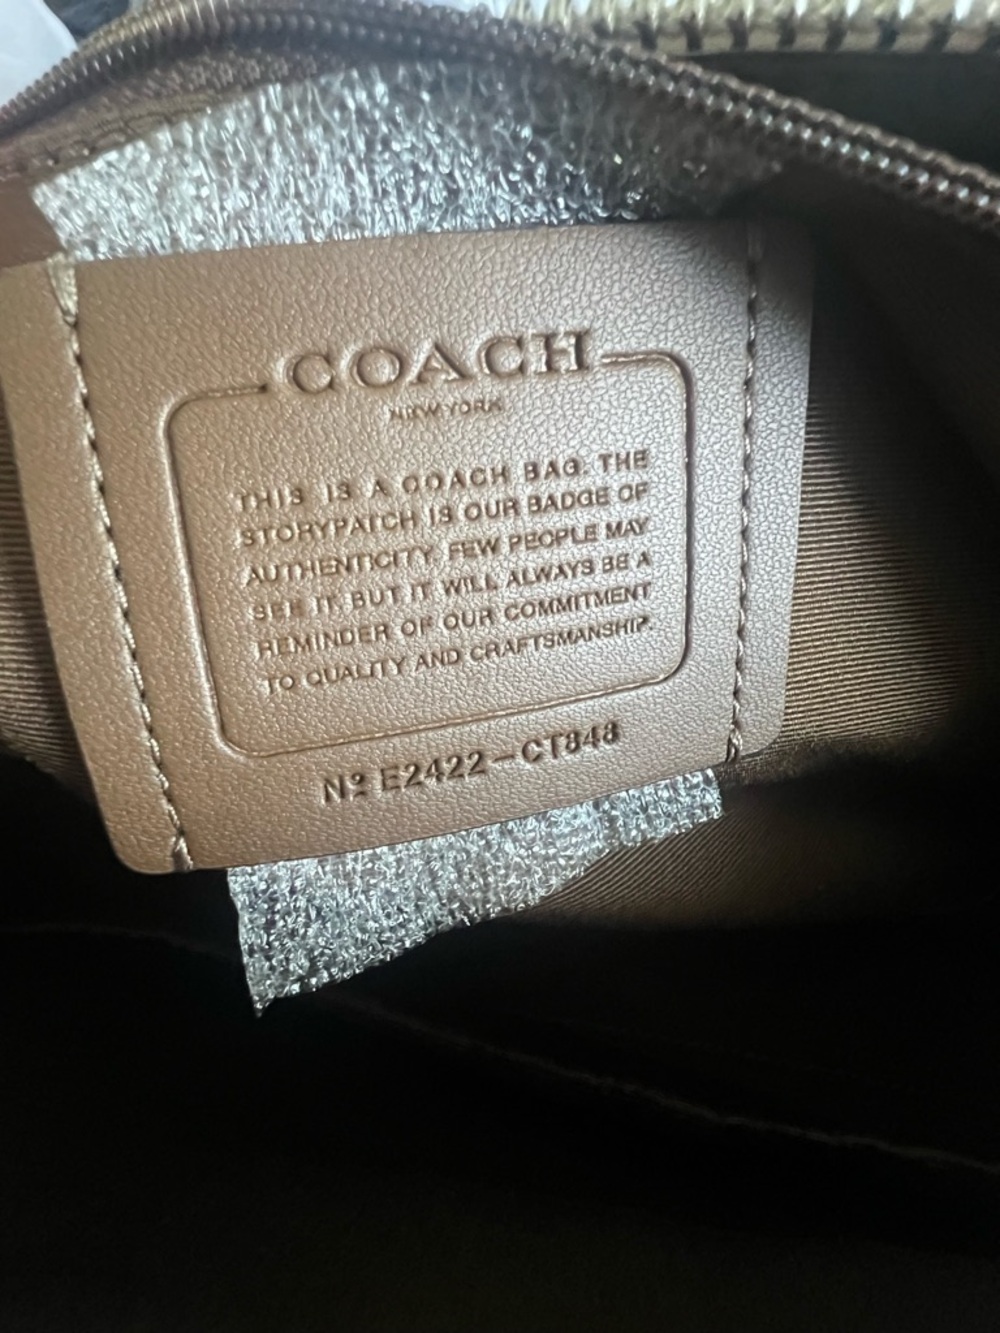 COACH
NEW YORK
THIS IS A COACH BAG. THE
STORYPATCH IS OUR BADGE OF
AUTHENTICITY. FEW PEOPLE MAY
SEE IT. BUT IT WILL ALWAYS BE A
REMINDER OF OUR COMMITMENT
TO QUALITY AND CRAFTSMANSHIP.
Nº E2422-CT848